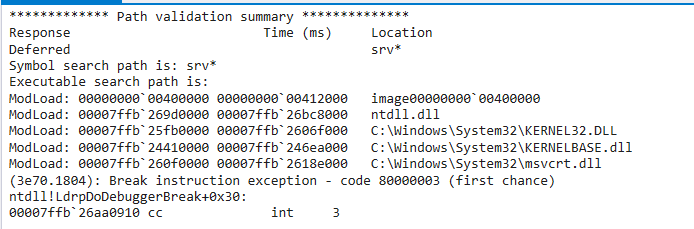 ************* Path validation summary **************
Response                         Time (ms)     Location
Deferred                                       srv*
Symbol search path is: srv*
Executable search path is:
ModLoad: 00000000`00400000 00000000`00412000   image00000000`00400000
ModLoad: 00007ffb`269d0000 00007ffb`26bc8000   ntdll.dll
ModLoad: 00007ffb`25fb0000 00007ffb`2606f000   C:\Windows\System32\KERNEL32.DLL
ModLoad: 00007ffb`24410000 00007ffb`246ea000   C:\Windows\System32\KERNELBASE.dll
ModLoad: 00007ffb`260f0000 00007ffb`2618e000   C:\Windows\System32\msvcrt.dll
(3e70.1804): Break instruction exception - code 80000003 (first chance)
ntdll!LdrpDoDebuggerBreak+0x30:
00007ffb`26aa0910 cc              int     3